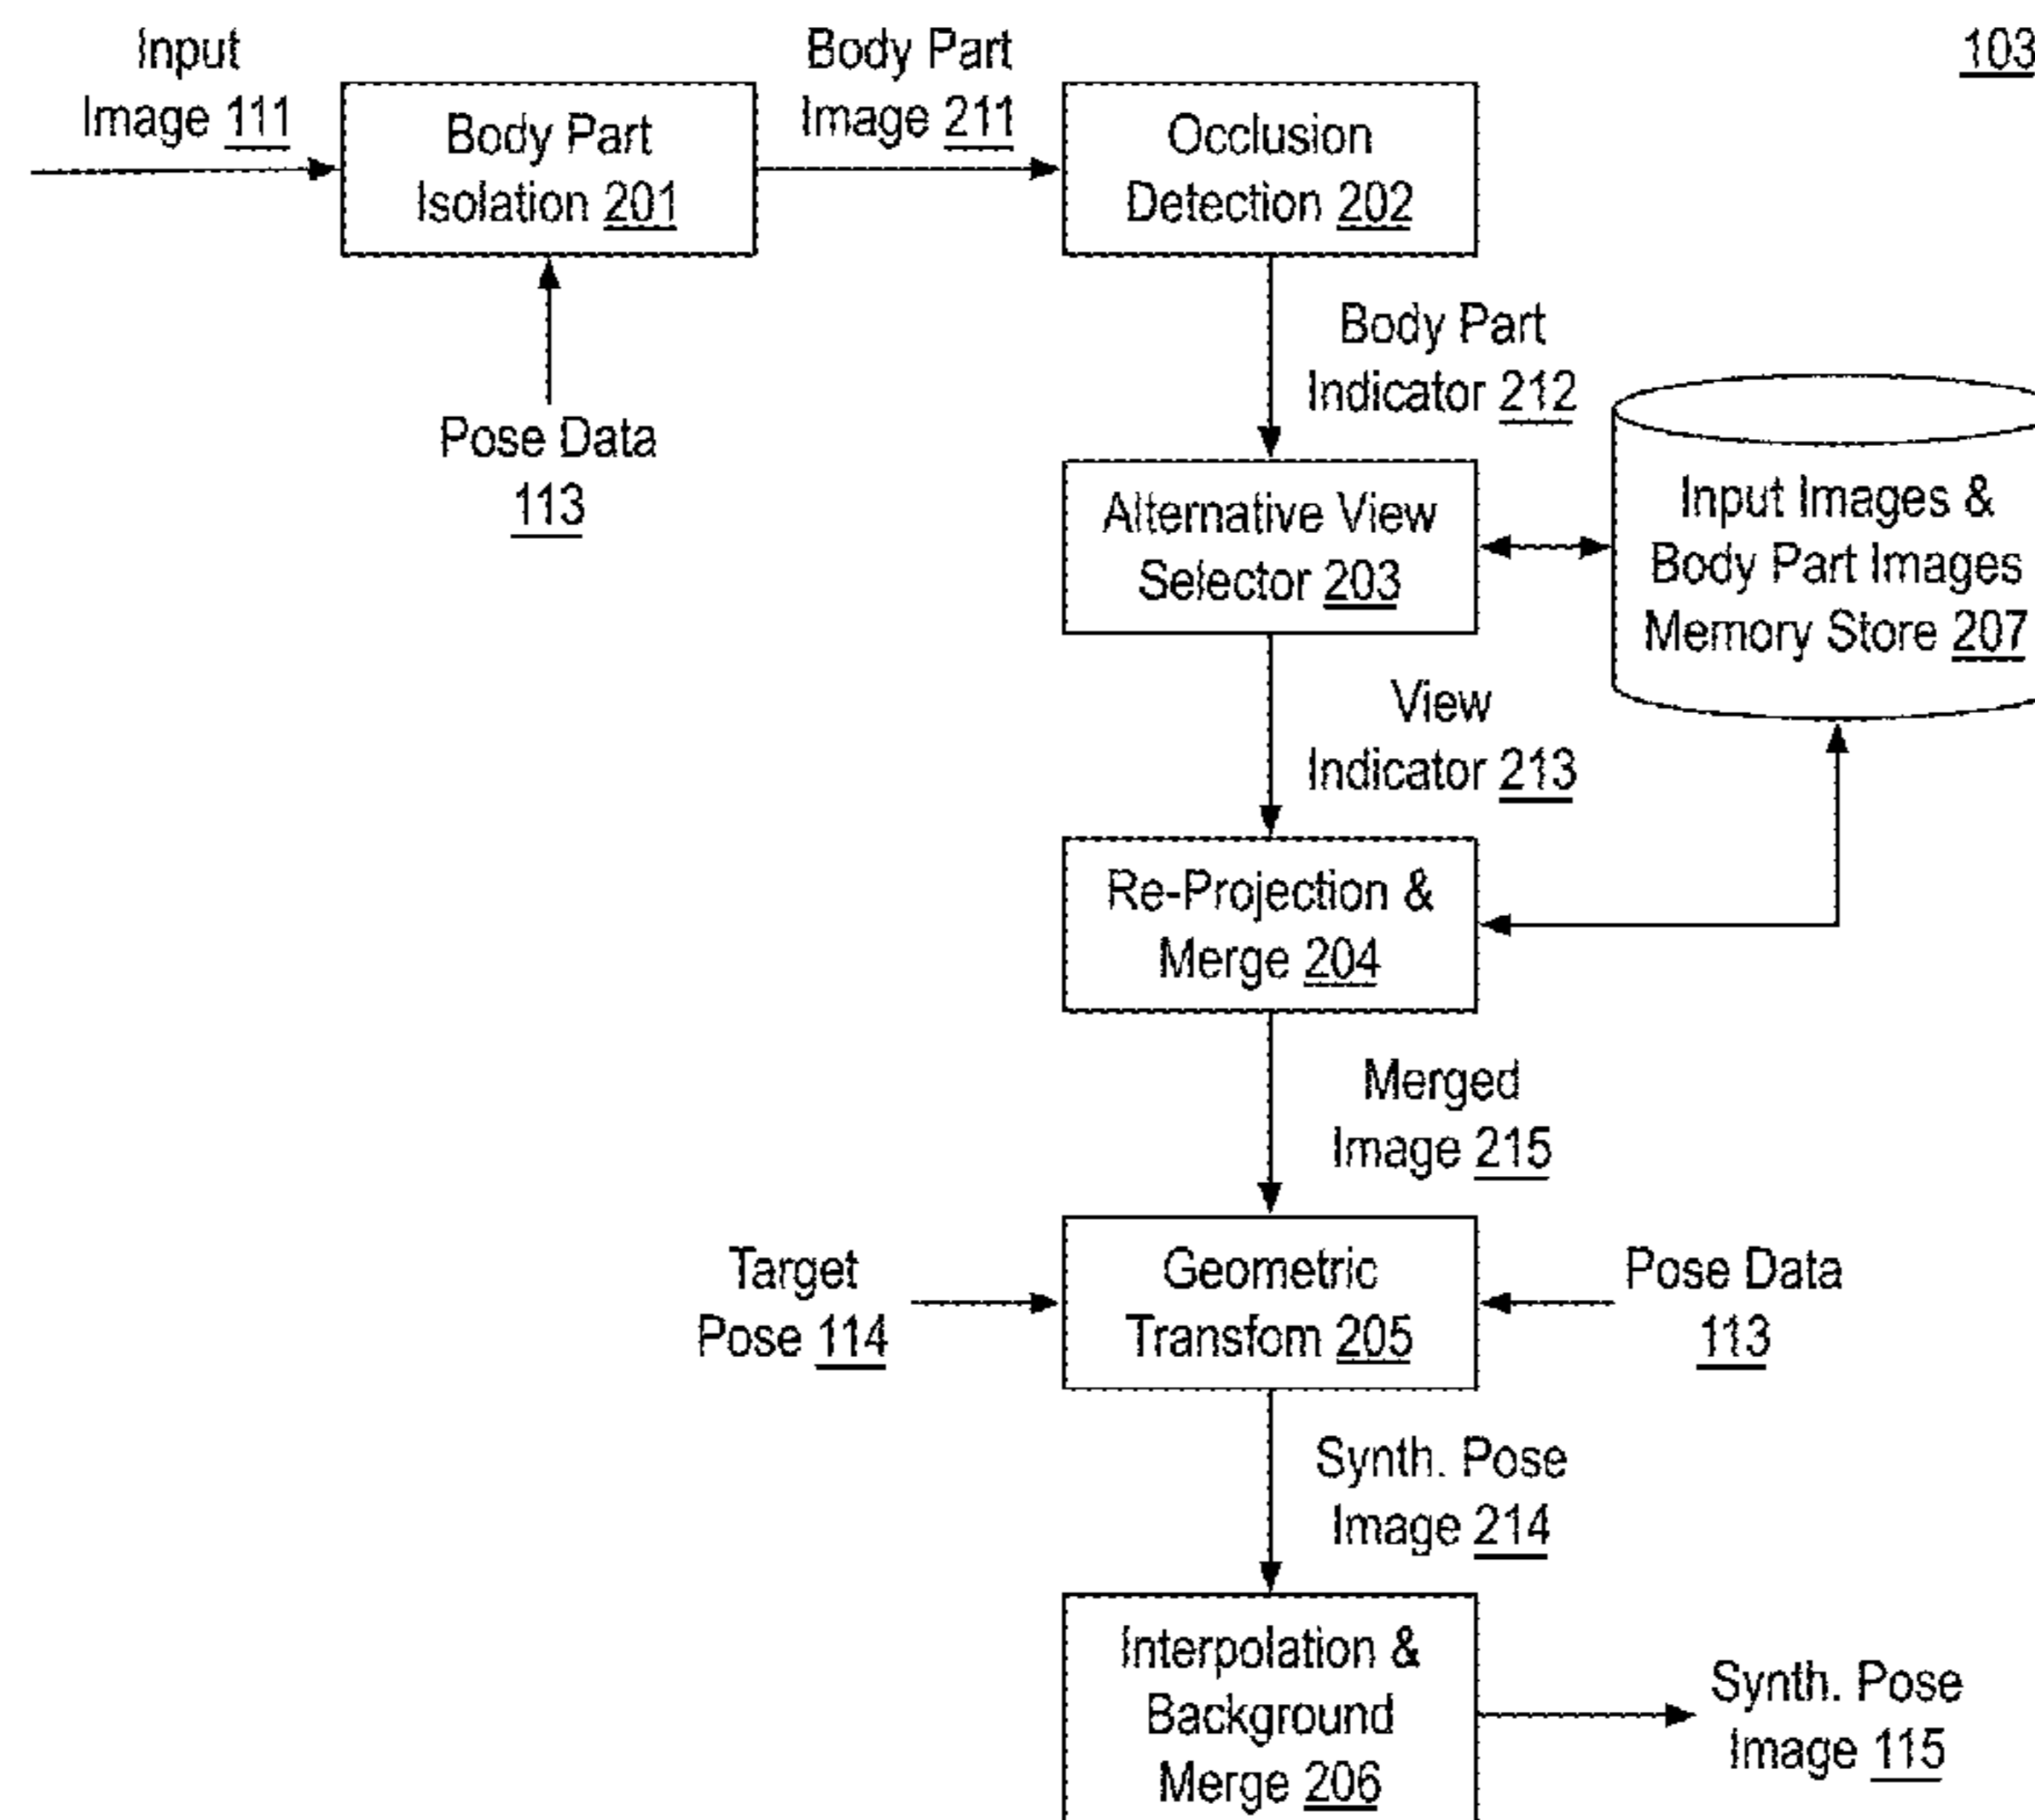 Input
Image 111
Body Part
Image 211
103
Body Part
Isolation 201
Occlusion
Detection 202
Pose Data
113
Body Part
Indicator 212
Alternative View
Selector 203
Input Images &
Body Part Images
Memory Store 207
View
Indicator 213
Re-Projection &
Merge 204
Merged
Image 215
Target
Pose 114
Geometric
Transfom 205
Pose Data
113
Synth. Pose
Image 214
Interpolation &
Background
Merge 206
Synth. Pose
Image 115